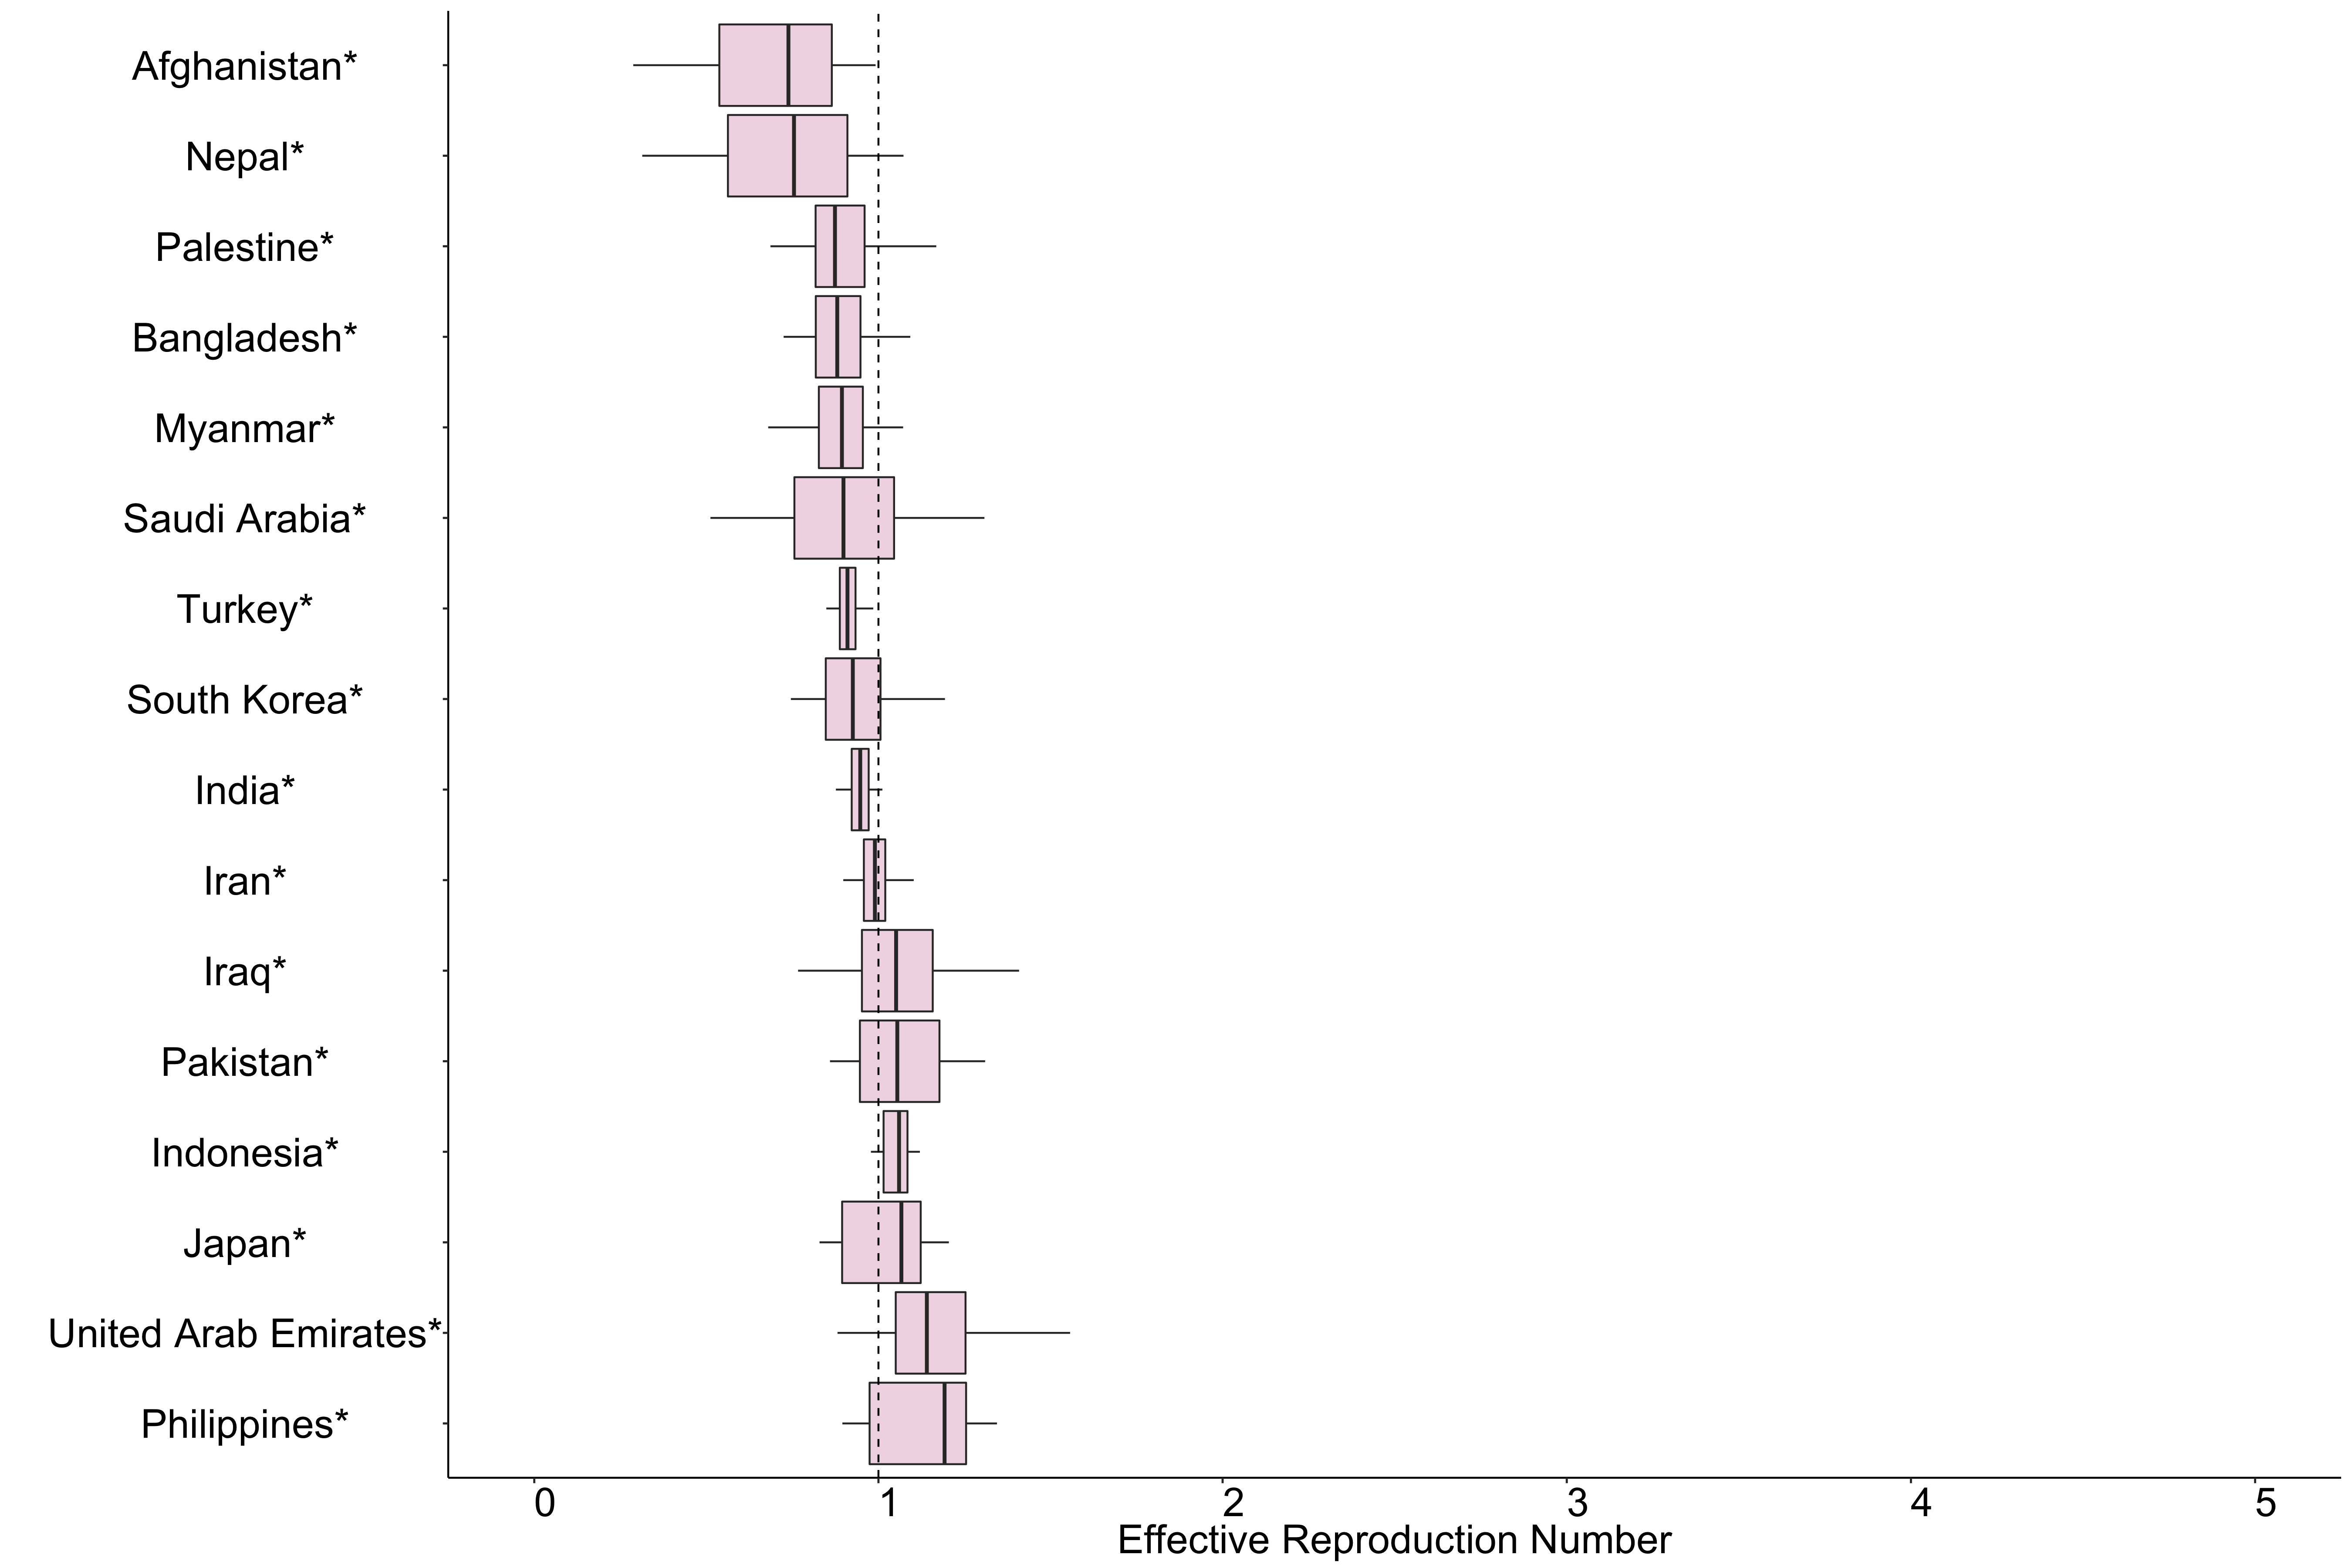 Afghanistan*
Nepal*
Palestine*
Bangladesh*
Myanmar*
Saudi Arabia*
Turkey*
South Korea*
India*
Iran*
Iraq*
Pakistan*
Indonesia*
Japan*
United Arab Emirates*
Philippines*
0 1 2 3 4 5
Effective Reproduction Number